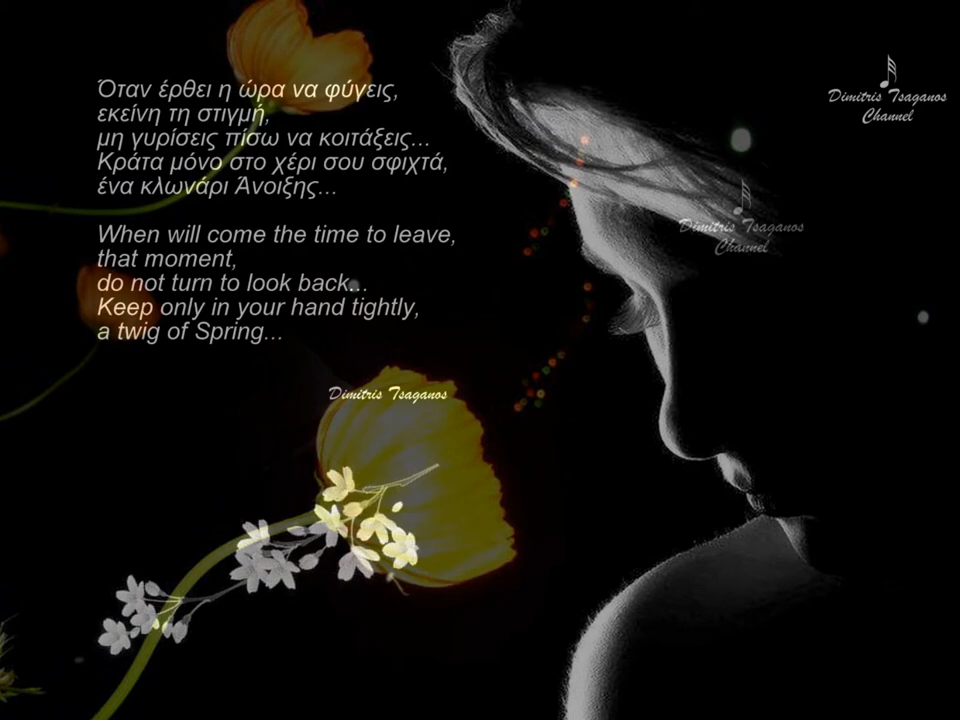 Όταν έρθει η ώρα να φύγεις,
εκείνη τη στιγμή,
μη γυρίσεις πίσω να κοιτάξεις...
Κράτα μόνο στο χέρι σου σφιχτά,
ένα κλωνάρι Άνοιξης...
When will come the time to leave,
that moment,
do not turn to look back...
Keep only in your hand tightly,
a twig of Spring...
Dimitris Tsaganos
Dimitris Tsaganos
Channel
Dimitris Tsaganos
Channel